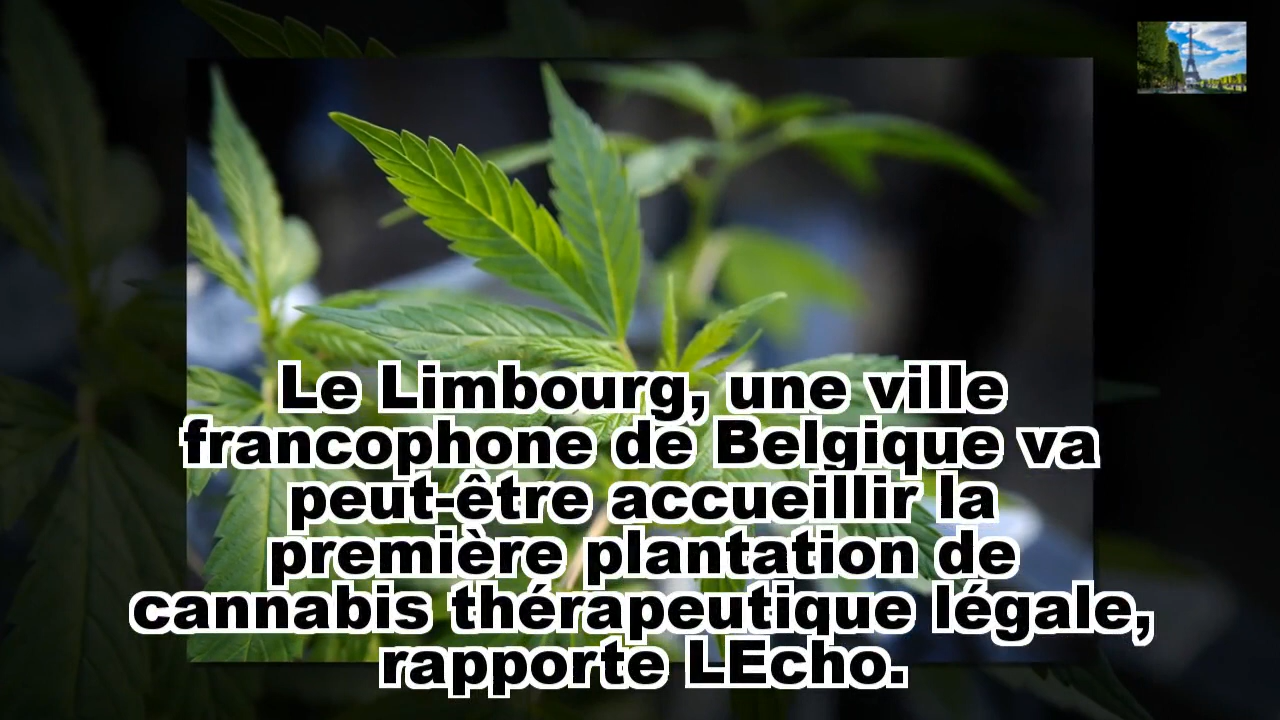 Le Limbourg, une ville
francophone de Belgique va
peut-être accueillir la
première plantation de
cannabis thérapeutique légale,
rapporte LEcho.